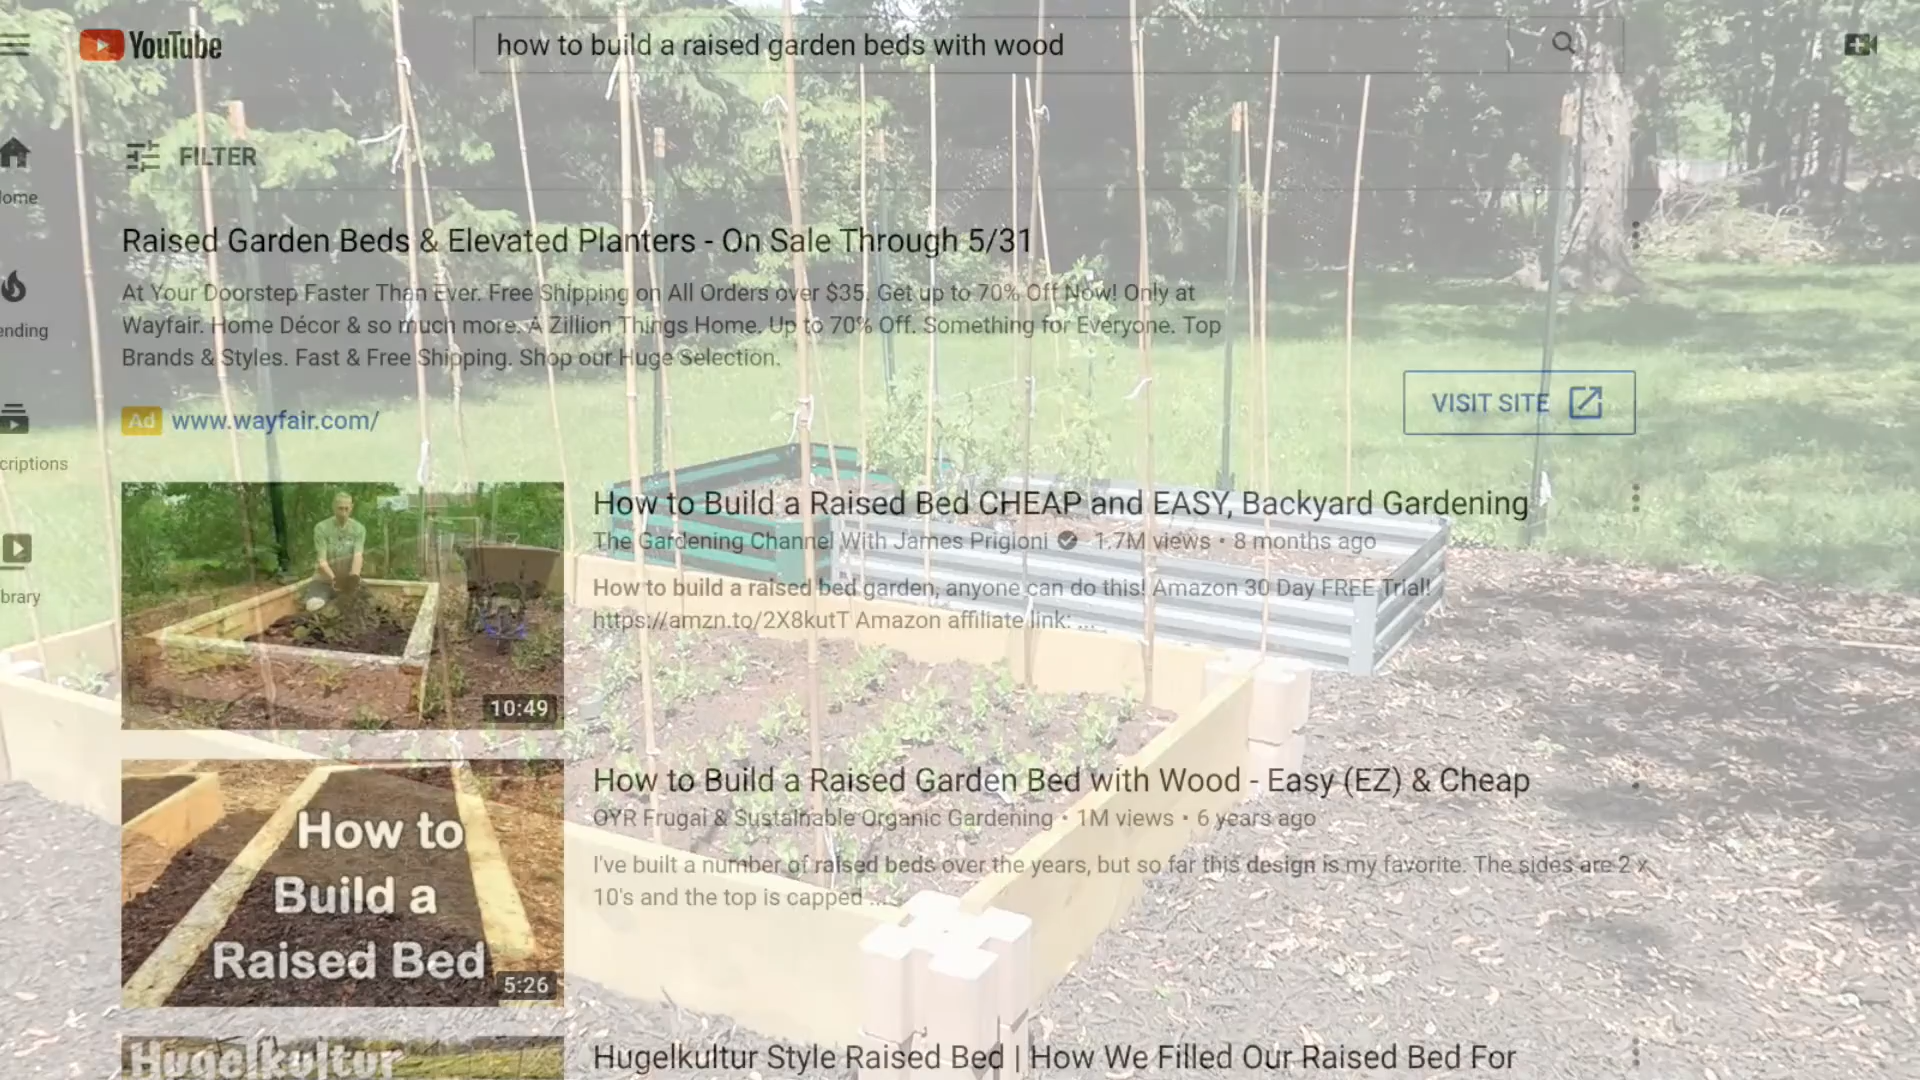 YouTube
how to build a raised garden beds with wood
FILTER
ome
Raised Garden Beds & Elevated Planters - On Sale Through 5/31
At Your Doorstep Faster Than Ever. Free Shipping on All Orders over $35. Get up to 70% Off Now! Only at
Wayfair. Home Décor & so much more. A Zillion Things Home. Up to 70% Off. Something for Everyone. Top
Brands & Styles. Fast & Free Shipping. Shop our Huge Selection.
ending
Ad www.wayfair.com/
VISIT SITE
criptions
How to Build a Raised Bed CHEAP and EASY, Backyard Gardening
The Gardening Channel With James Prigioni 1.7M views • 8 months ago
How to build a raised bed garden, anyone can do this! Amazon 30 Day FREE Trial!
https://amzn.to/2X8kutT Amazon affiliate link: ...
brary
10:49
How to Build a Raised Garden Bed with Wood - Easy (EZ) & Cheap
OYR Frugal & Sustainable Organic Gardening • 1M views • 6 years ago
I've built a number of raised beds over the years, but so far this design is my favorite. The sides are 2 x
10's and the top is capped ...
How to
Build a
Raised Bed
5:26
Hugelkultur
Hugelkultur Style Raised Bed | How We Filled Our Raised Bed For